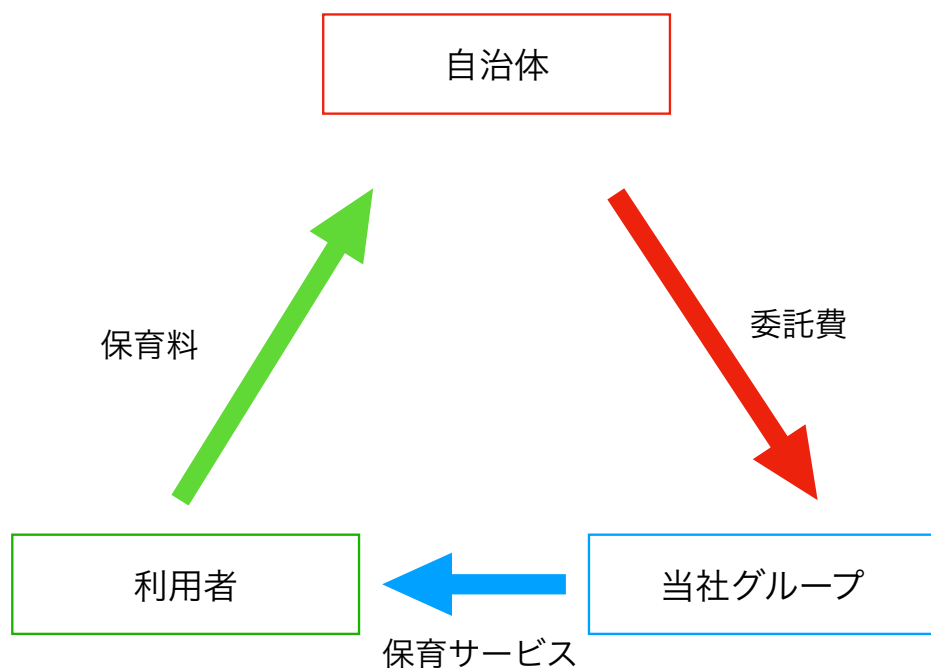 自治体
保育料
委託費
利用者
当社グループ
保育サービス